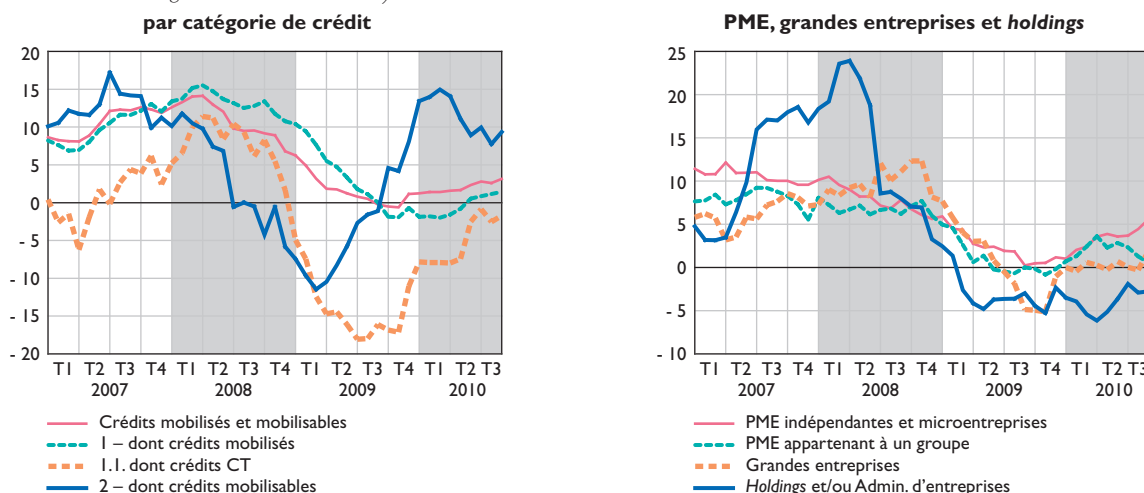 par catégorie de crédit
20
15
10
5
0
- 5
- 10
- 15
- 20
T1 T2 T3 T4 T1 T2 T3 T4 T1 T2 T3 T4 T1 T2 T3
2007 2008 2009 2010
Crédits mobilisés et mobilisables
1 – dont crédits mobilisés
1.1. dont crédits CT
2 – dont crédits mobilisables
PME, grandes entreprises et holdings
25
20
15
10
5
0
- 5
- 10
T1 T2 T3 T4 T1 T2 T3 T4 T1 T2 T3 T4 T1 T2 T3
2007 2008 2009 2010
PME indépendantes et microentreprises
PME appartenant à un groupe
Grandes entreprises
Holdings et/ou Admin. d'entreprises